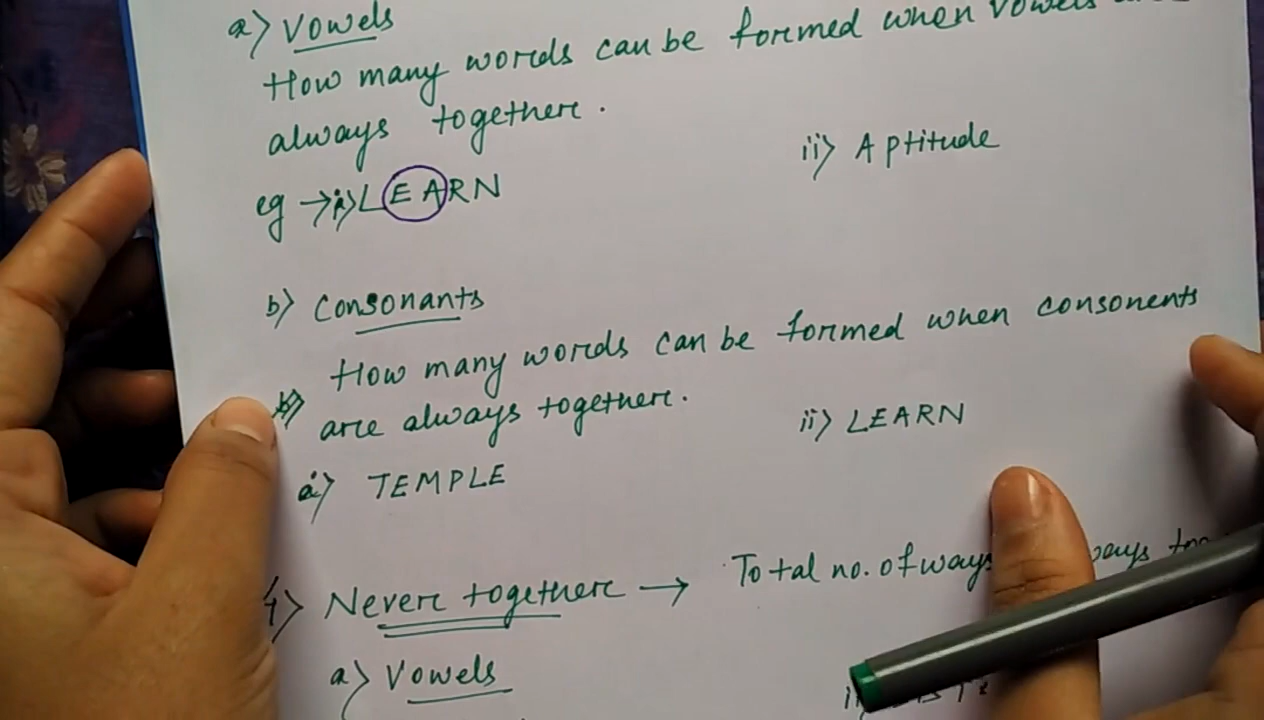 a) Vowels
How many words can be formed when vowels
always together.
eg → i) LEARN
ii) Aptitude
b) Consonants
How many words can be formed when consonents
are always together.
i) TEMPLE
ii) LEARN
4) Never together → Total no. of ways
a) Vowels